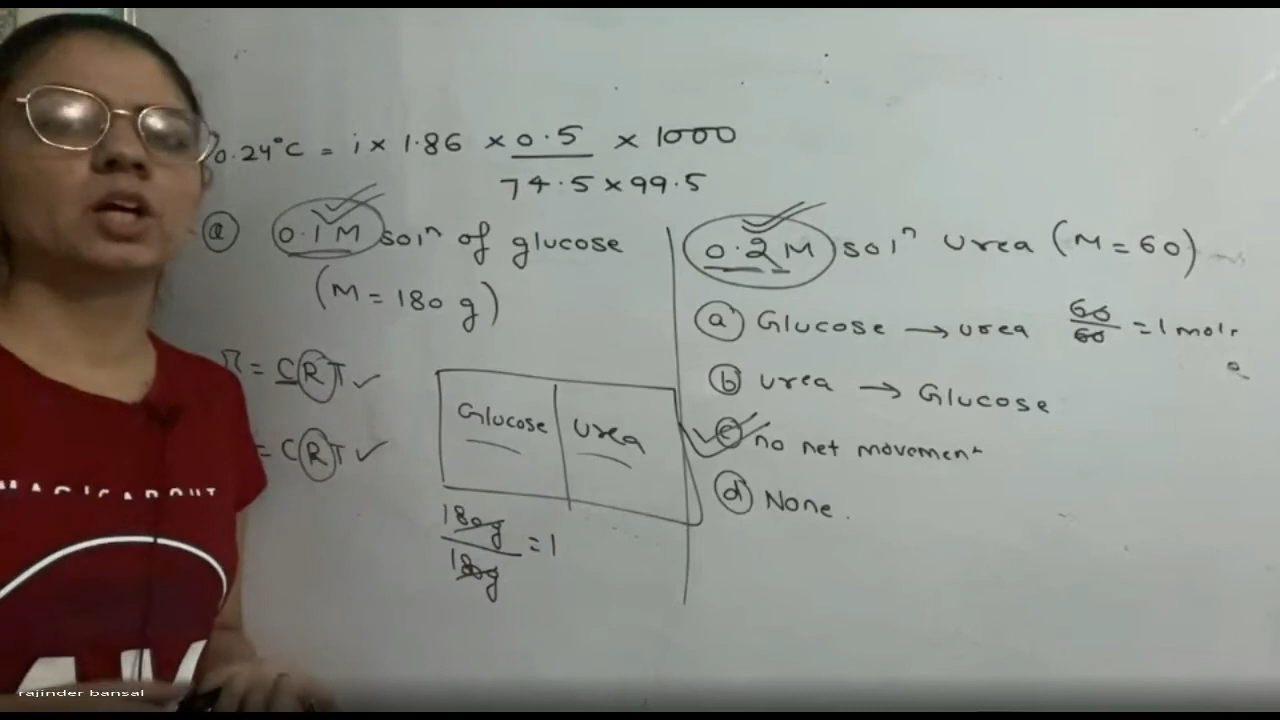 0.24°C = i × 1.86 × 0.5 × 1000
74.5 × 99.5
Q 0.1M solⁿ of glucose
(M = 180 g)
π = CRT ✓
= CRT ✓
Glucose
Urea
180g
180g
= 1
0.2M solⁿ urea (M = 60)
(a) Glucose → urea
60
60
= 1 mol
(b) urea → Glucose
(c) no net movement
(d) None.
MAGICABOUT
rajinder bansal